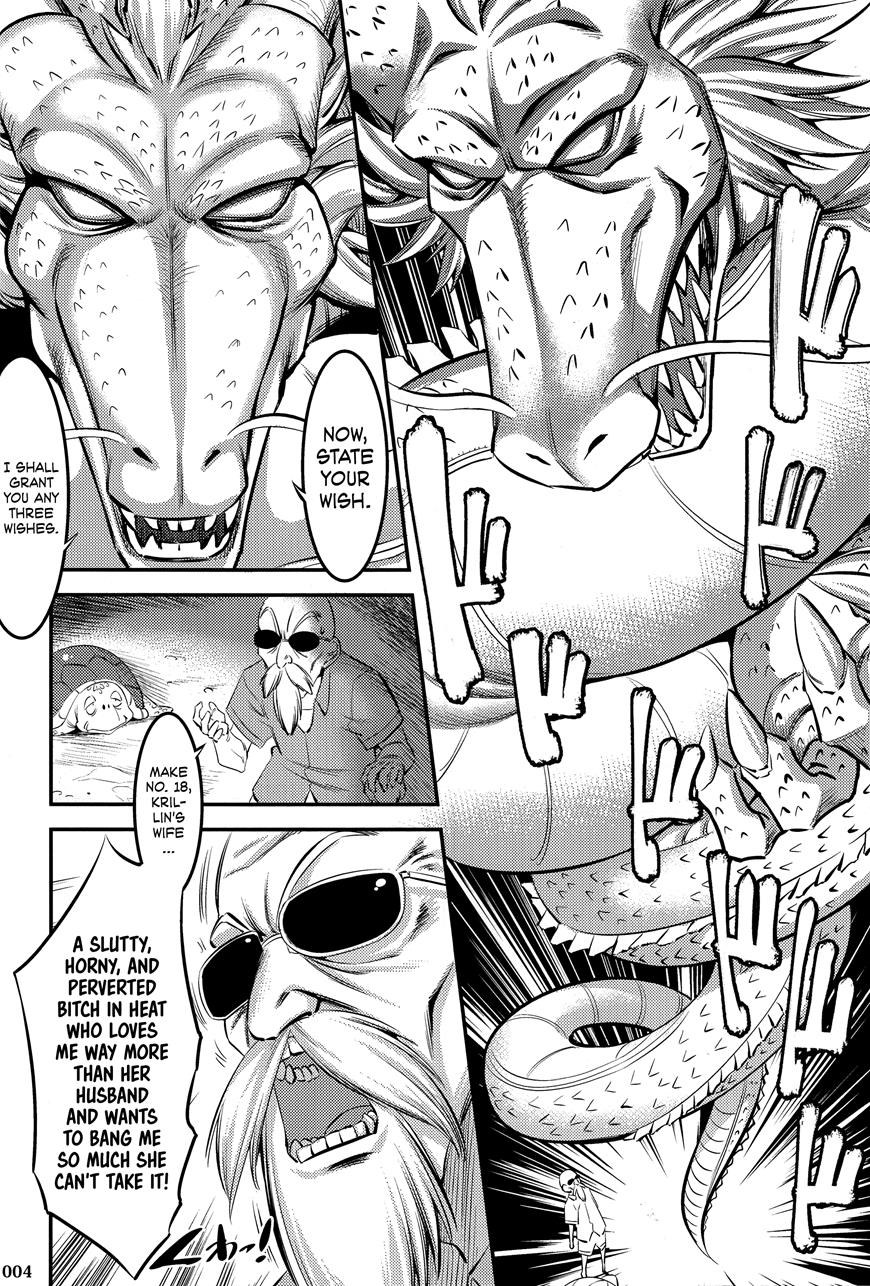 ド
ド
ド
ド
ド
ド
ド
ド
NOW,
STATE
YOUR
WISH.
I SHALL
GRANT
YOU ANY
THREE
WISHES.
MAKE
NO. 18,
KRIL-
LIN'S
WIFE
...
A SLUTTY,
HORNY, AND
PERVERTED
BITCH IN HEAT
WHO LOVES
ME WAY MORE
THAN HER
HUSBAND
AND WANTS
TO BANG ME
SO MUCH SHE
CAN'T TAKE IT!
くわっ!
004